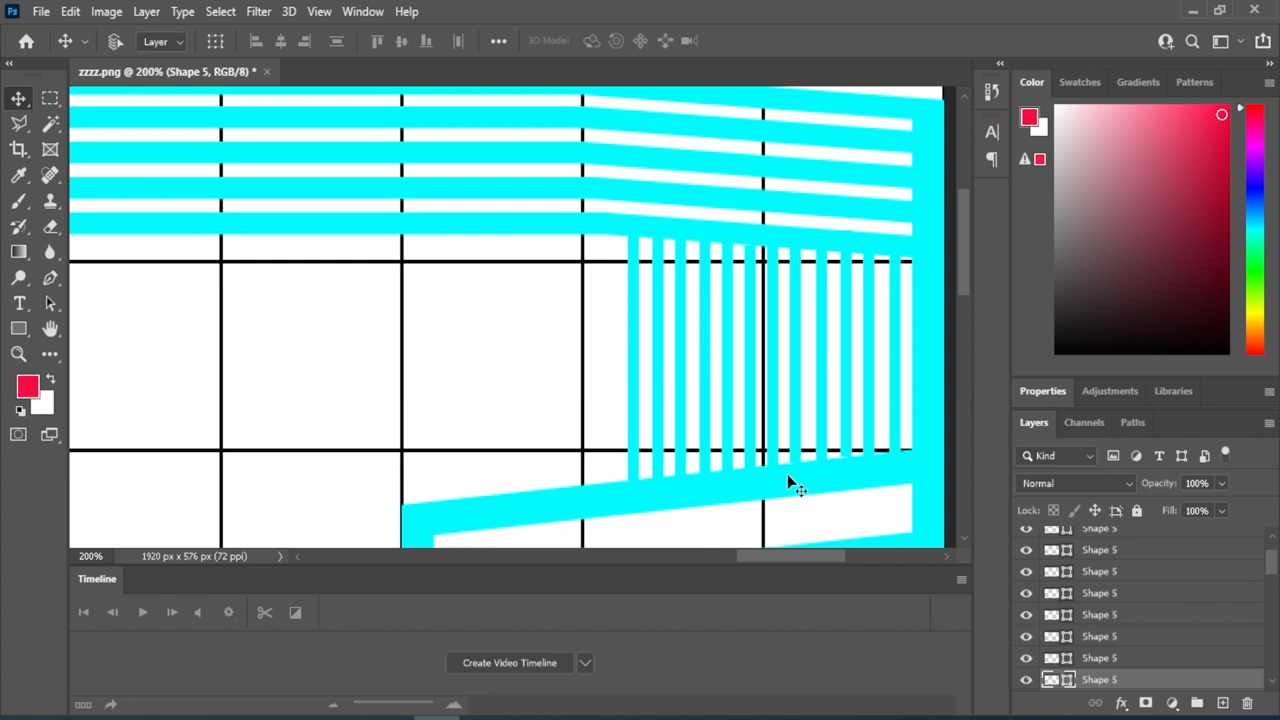 Ps File Edit Image Layer Type Select Filter 3D View Window Help
Layer 3D Mode:
zzzz.png @ 200% (Shape 5, RGB/8) *
Color Swatches Gradients Patterns
Properties Adjustments Libraries
Layers Channels Paths
Kind
Normal Opacity: 100%
Lock: Fill: 100%
Shape 5
Shape 5
Shape 5
Shape 5
Shape 5
Shape 5
Shape 5
Shape 5
200% 1920 px x 576 px (72 ppi)
Timeline
Create Video Timeline